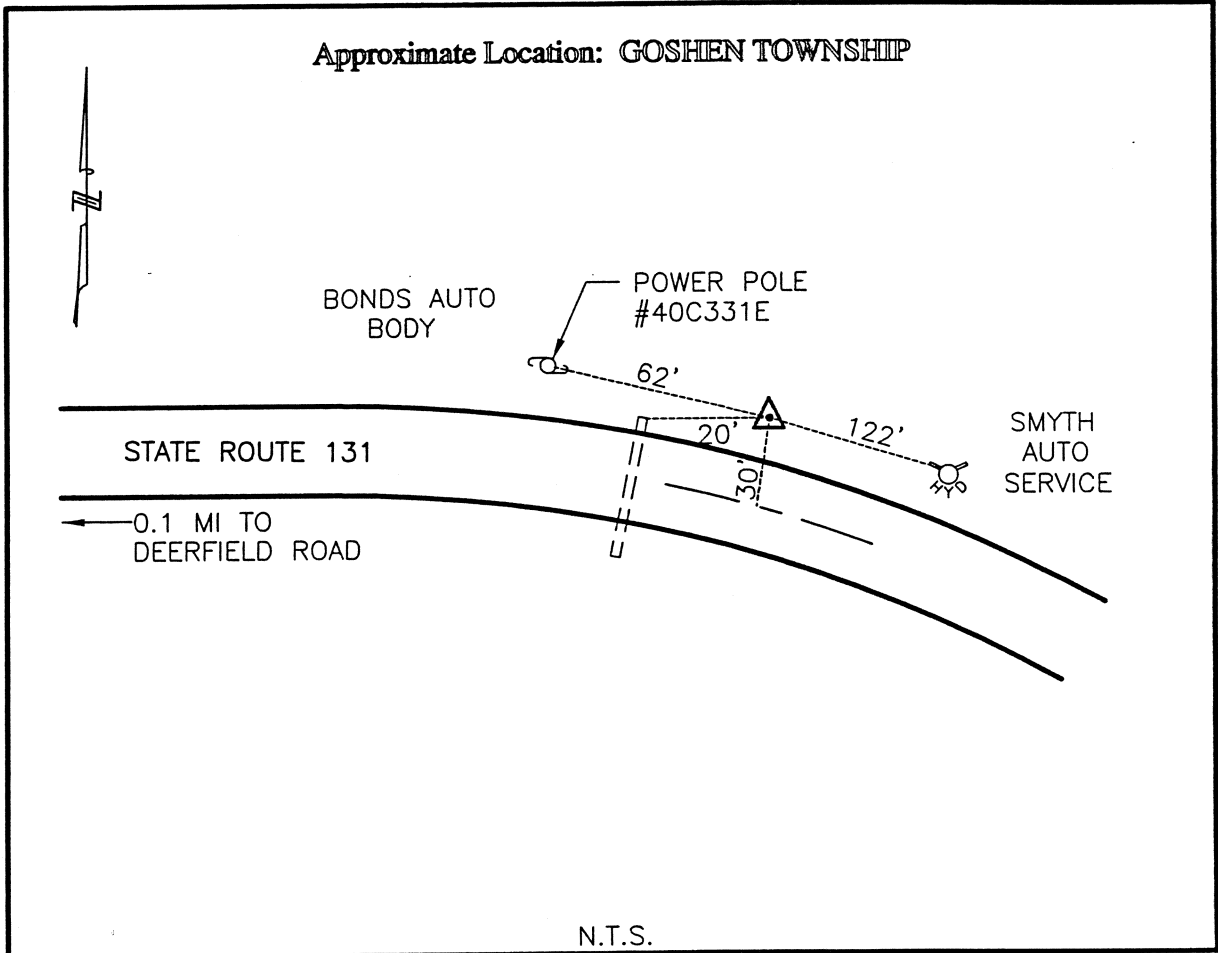 Approximate Location: GOSHEN TOWNSHIP
N
BONDS AUTO
BODY
POWER POLE
#40C331E
62'
20'
122'
30'
HYD
SMYTH
AUTO
SERVICE
STATE ROUTE 131
0.1 MI TO
DEERFIELD ROAD
N.T.S.